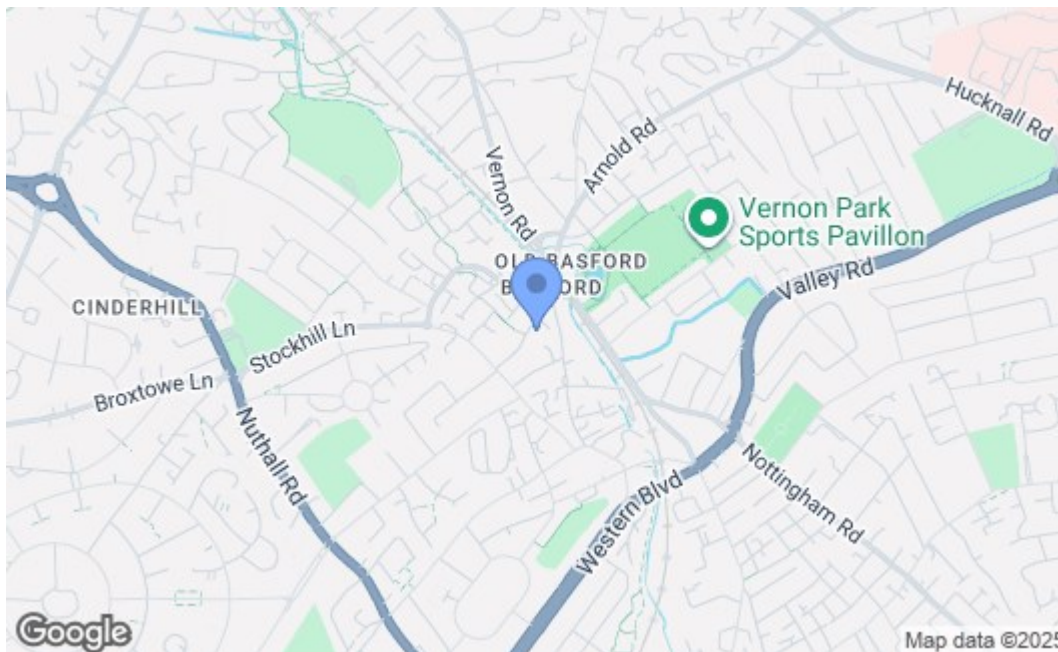 Hucknall Rd
Arnold Rd
Vernon Rd
Vernon Park
Sports Pavillon
OLD BASFORD
Valley Rd
CINDERHILL
Stockhill Ln
Broxtowe Ln
Nuthall Rd
Western Blvd
Nottingham Rd
Google
Map data ©2025